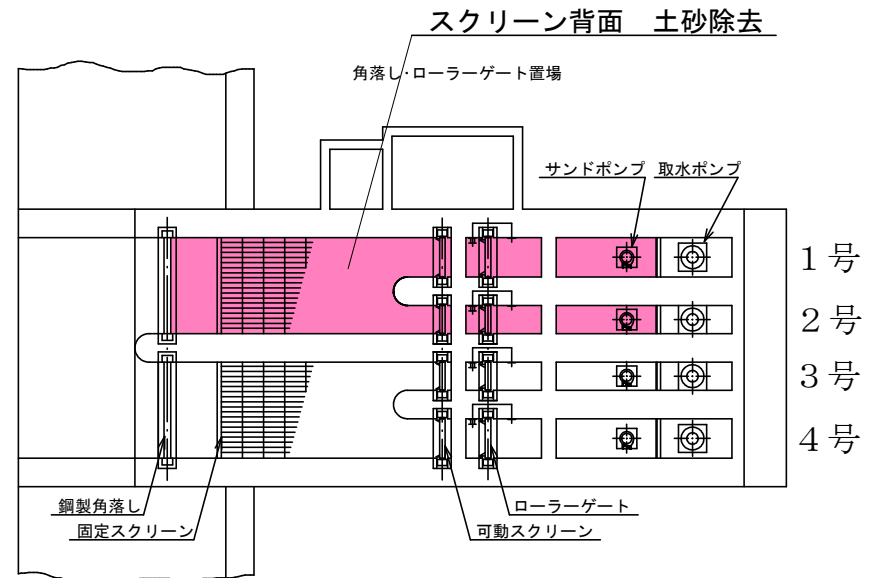 スクリーン背面　土砂除去
角落し・ローラーゲート置場
サンドポンプ 取水ポンプ
1号
2号
3号
4号
鋼製角落し
ローラーゲート
固定スクリーン
可動スクリーン